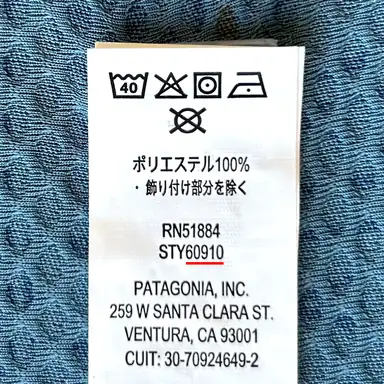 40
ポリエステル100%
・飾り付け部分を除く
RN51884
STY60910
PATAGONIA, INC.
259 W SANTA CLARA ST.
VENTURA, CA 93001
CUIT: 30-70924649-2